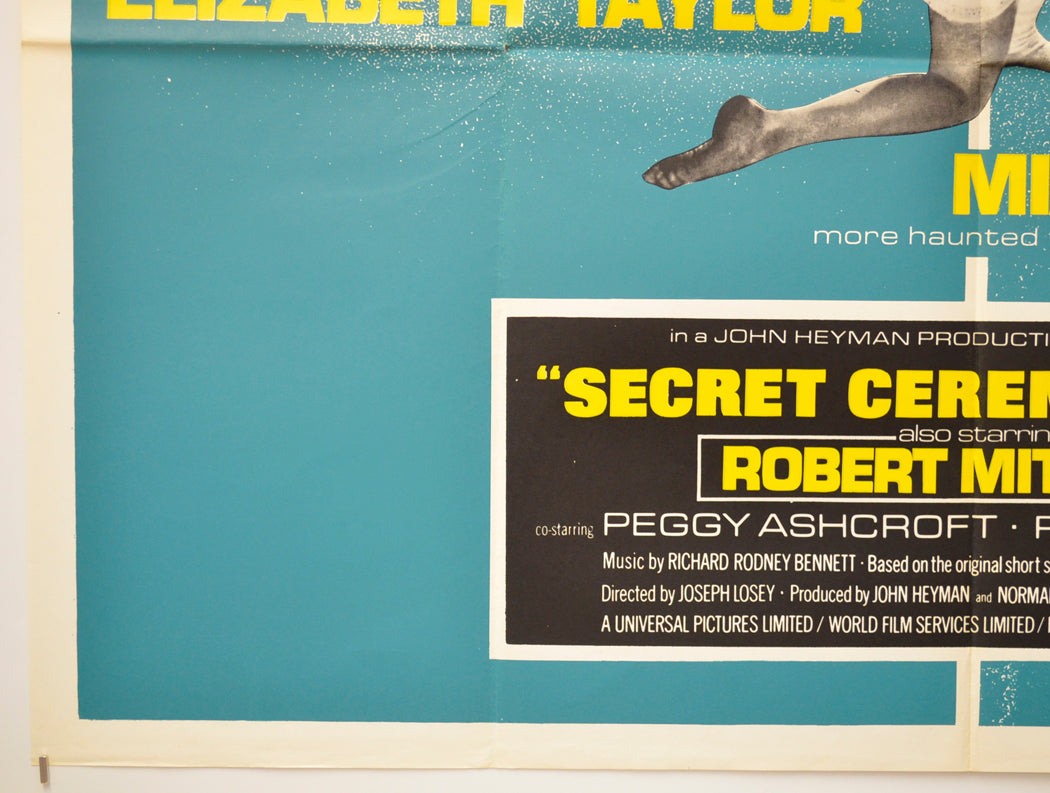 ELIZABETH TAYLOR
MI
more haunted
in a JOHN HEYMAN PRODUCTI
“SECRET CEREM
also starrin
ROBERT MIT
co-starring PEGGY ASHCROFT · P
Music by RICHARD RODNEY BENNETT · Based on the original short s
Directed by JOSEPH LOSEY · Produced by JOHN HEYMAN and NORMA
A UNIVERSAL PICTURES LIMITED / WORLD FILM SERVICES LIMITED /